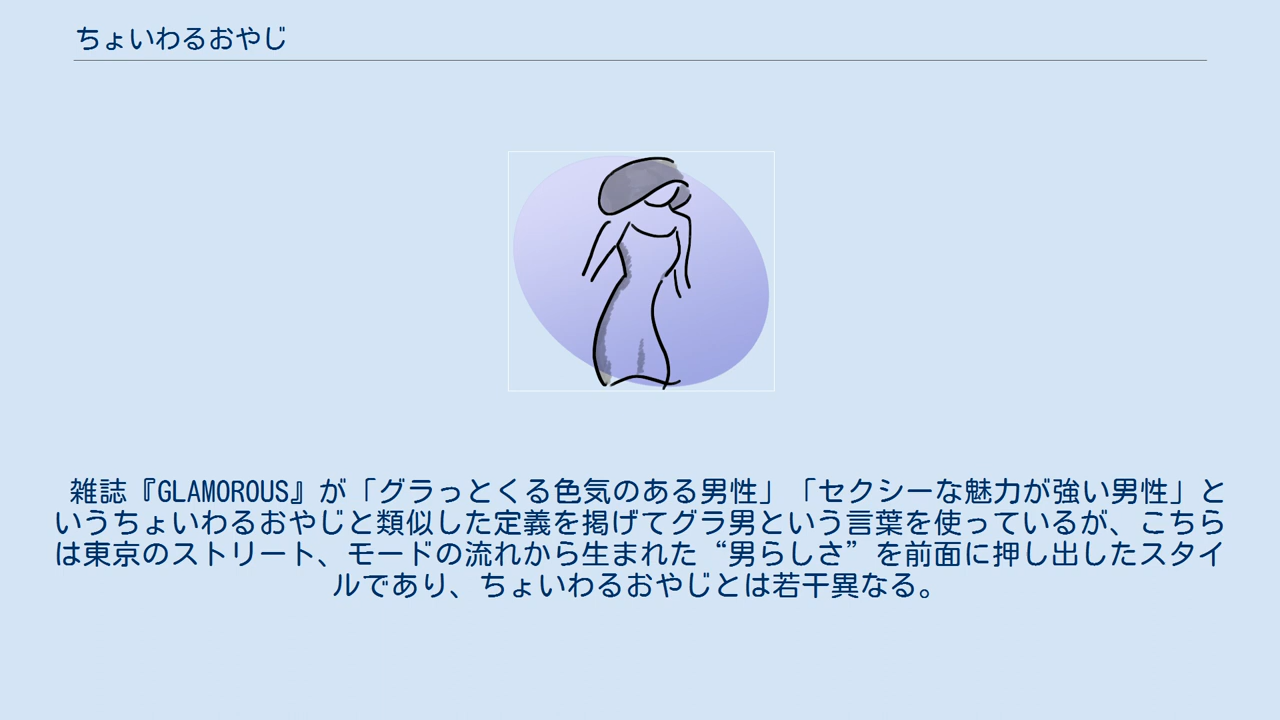 ちょいわるおやじ
雑誌『GLAMOROUS』が「グラっとくる色気のある男性」「セクシーな魅力が強い男性」と
いうちょいわるおやじと類似した定義を掲げてグラ男という言葉を使っているが、こちら
は東京のストリート、モードの流れから生まれた“男らしさ”を前面に押し出したスタイ
ルであり、ちょいわるおやじとは若干異なる。